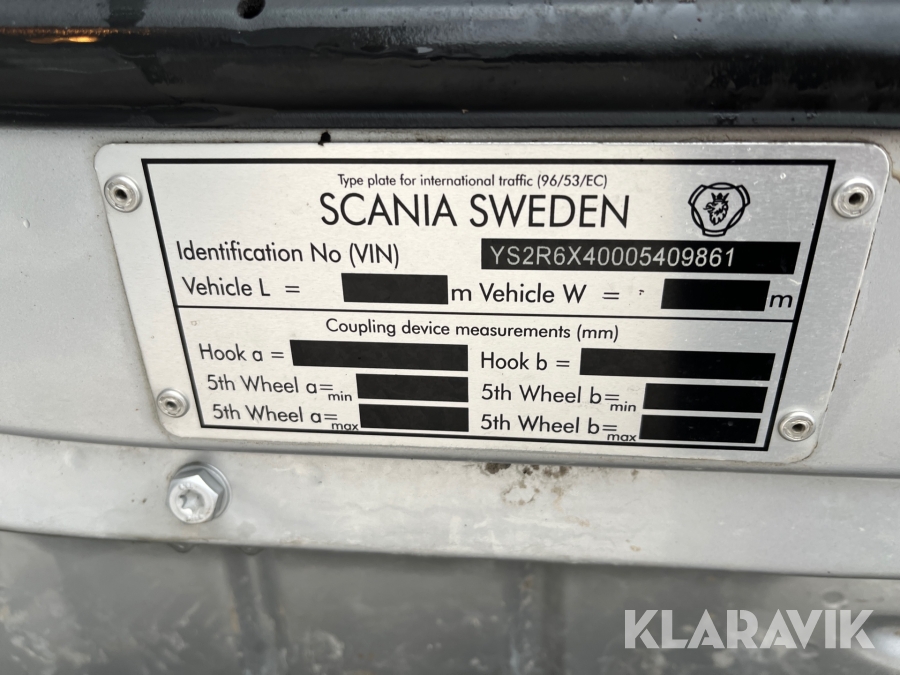 Type plate for international traffic (96/53/EC)
SCANIA SWEDEN
Identification No (VIN) YS2R6X40005409861
Vehicle L = m Vehicle W = m
Coupling device measurements (mm)
Hook a = Hook b =
5th Wheel a=min 5th Wheel b=min
5th Wheel a=max 5th Wheel b=max
KLARAVIK